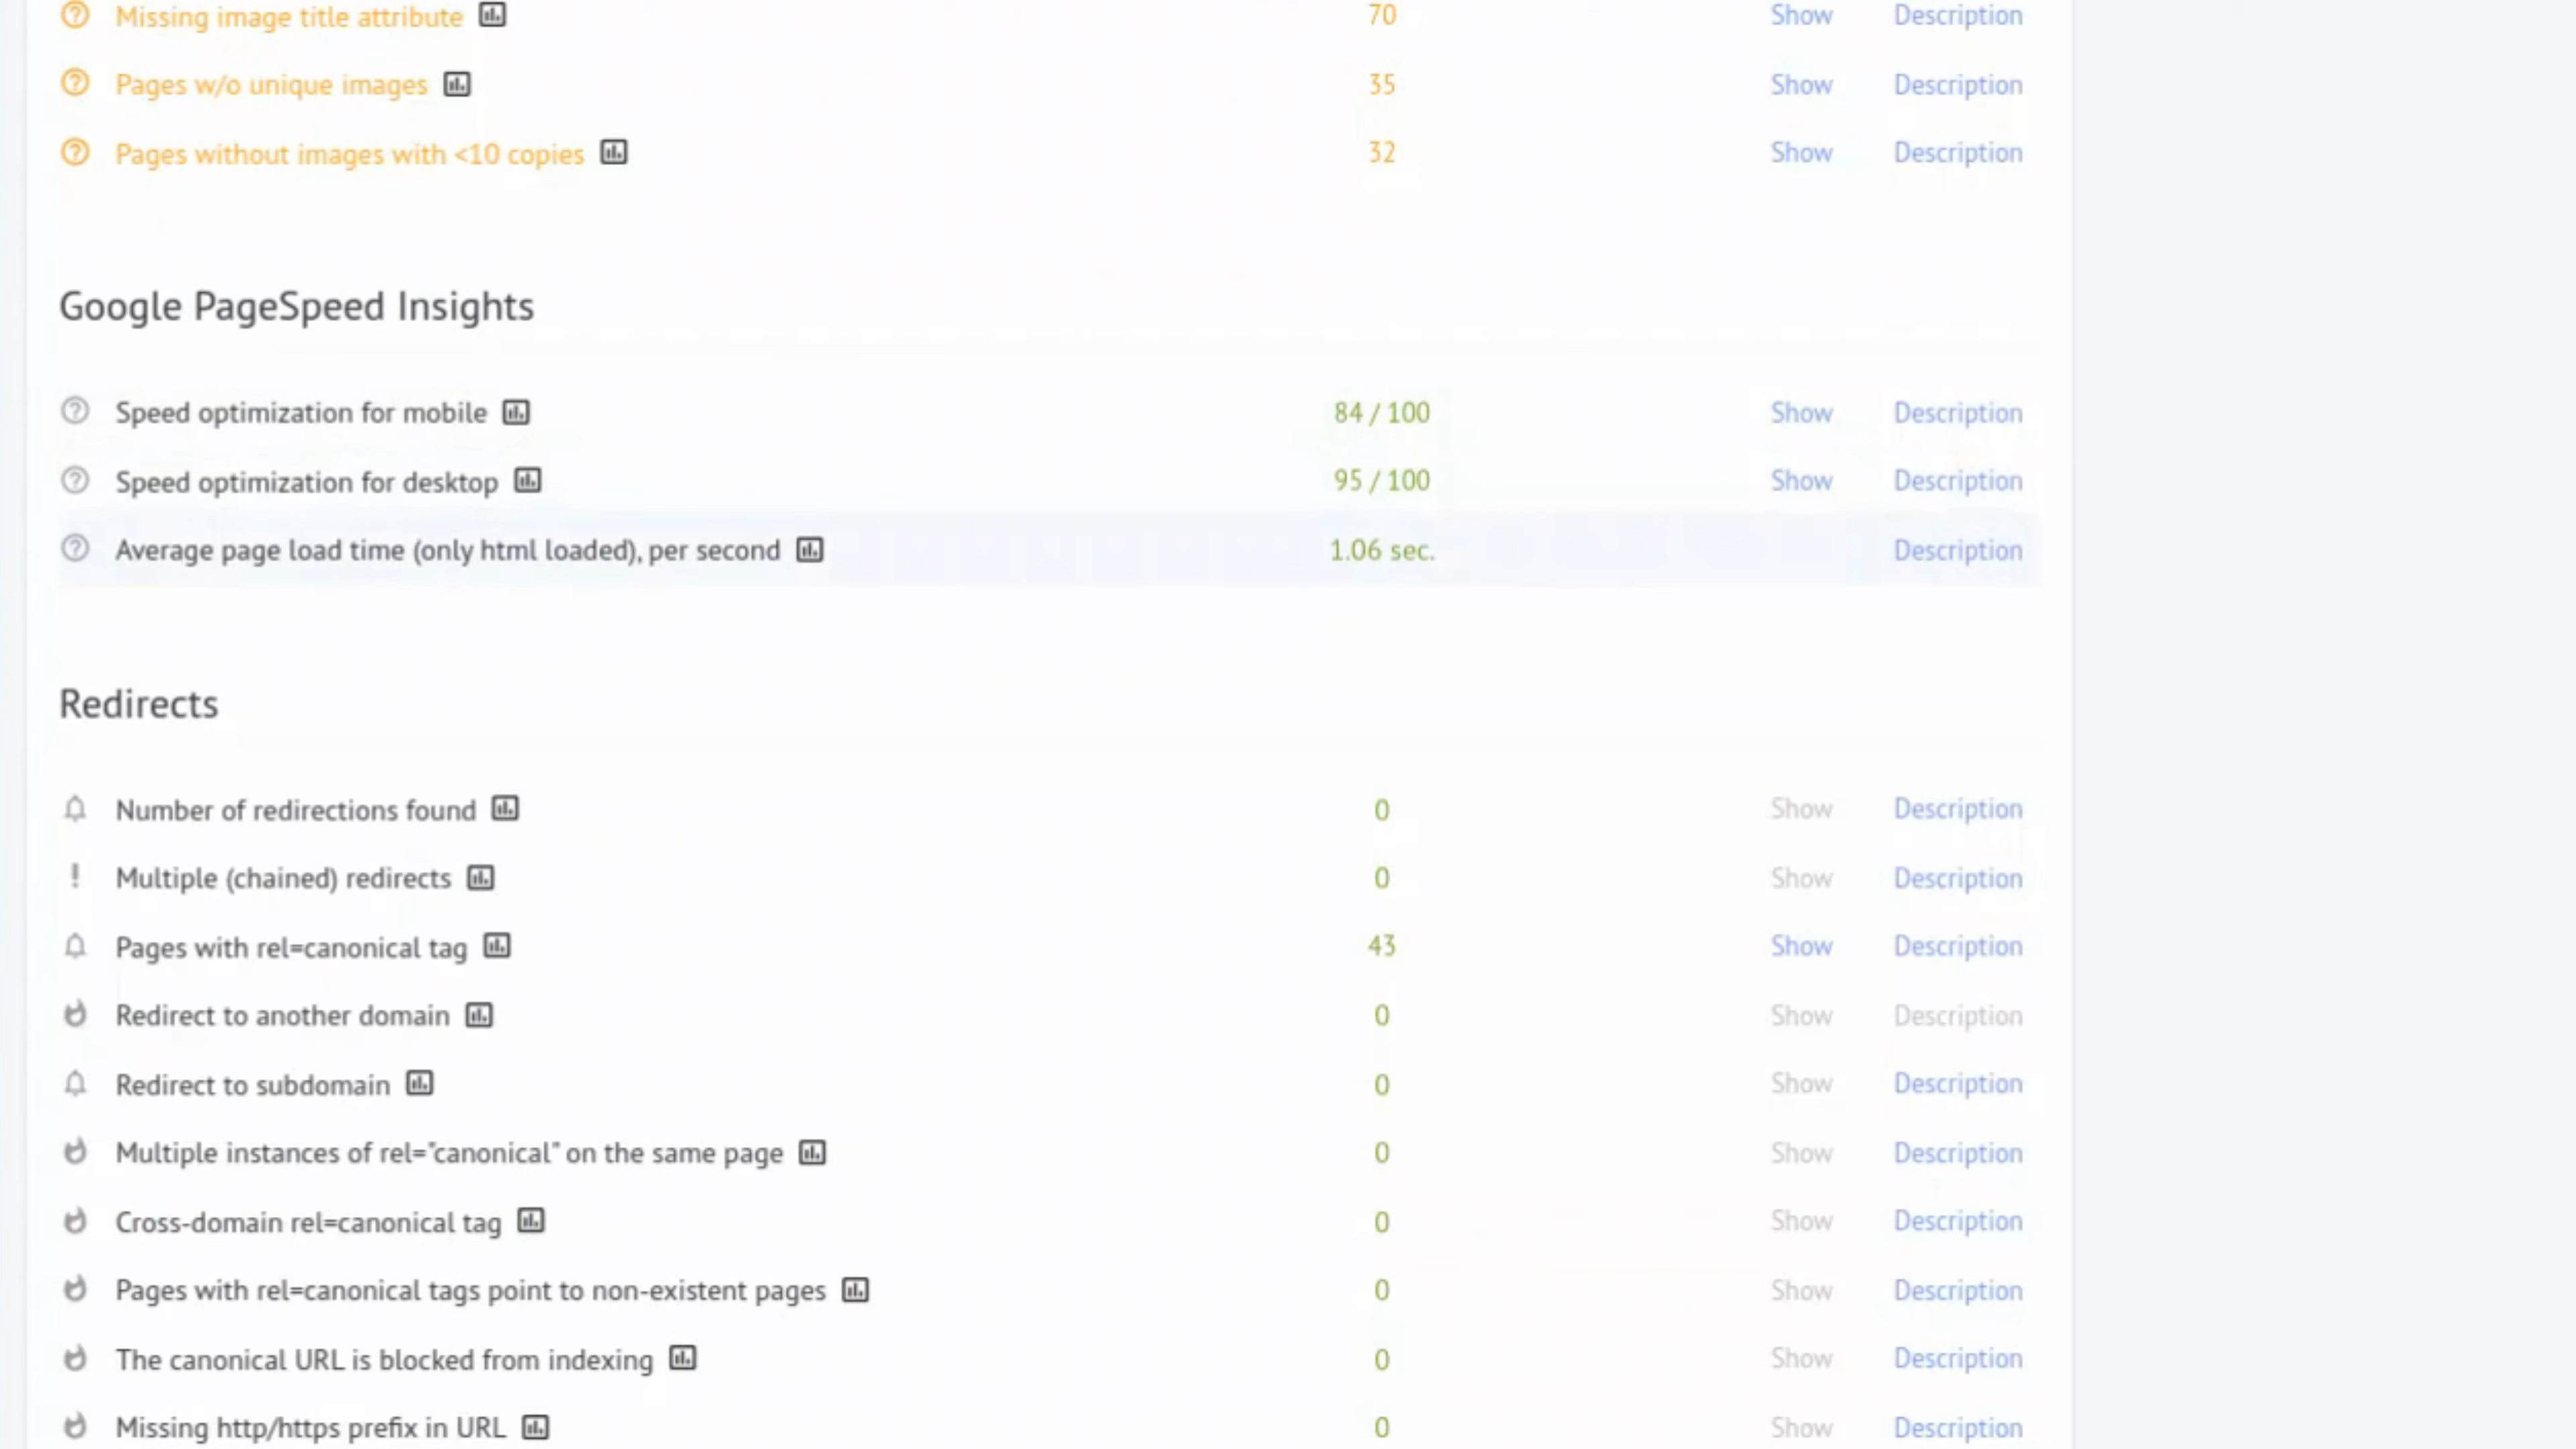 Missing image title attribute 70 Show Description
Pages w/o unique images 35 Show Description
Pages without images with <10 copies 32 Show Description
Google PageSpeed Insights
Speed optimization for mobile 84 / 100 Show Description
Speed optimization for desktop 95 / 100 Show Description
Average page load time (only html loaded), per second 1.06 sec. Description
Redirects
Number of redirections found 0 Show Description
Multiple (chained) redirects 0 Show Description
Pages with rel=canonical tag 43 Show Description
Redirect to another domain 0 Show Description
Redirect to subdomain 0 Show Description
Multiple instances of rel="canonical" on the same page 0 Show Description
Cross-domain rel=canonical tag 0 Show Description
Pages with rel=canonical tags point to non-existent pages 0 Show Description
The canonical URL is blocked from indexing 0 Show Description
Missing http/https prefix in URL 0 Show Description